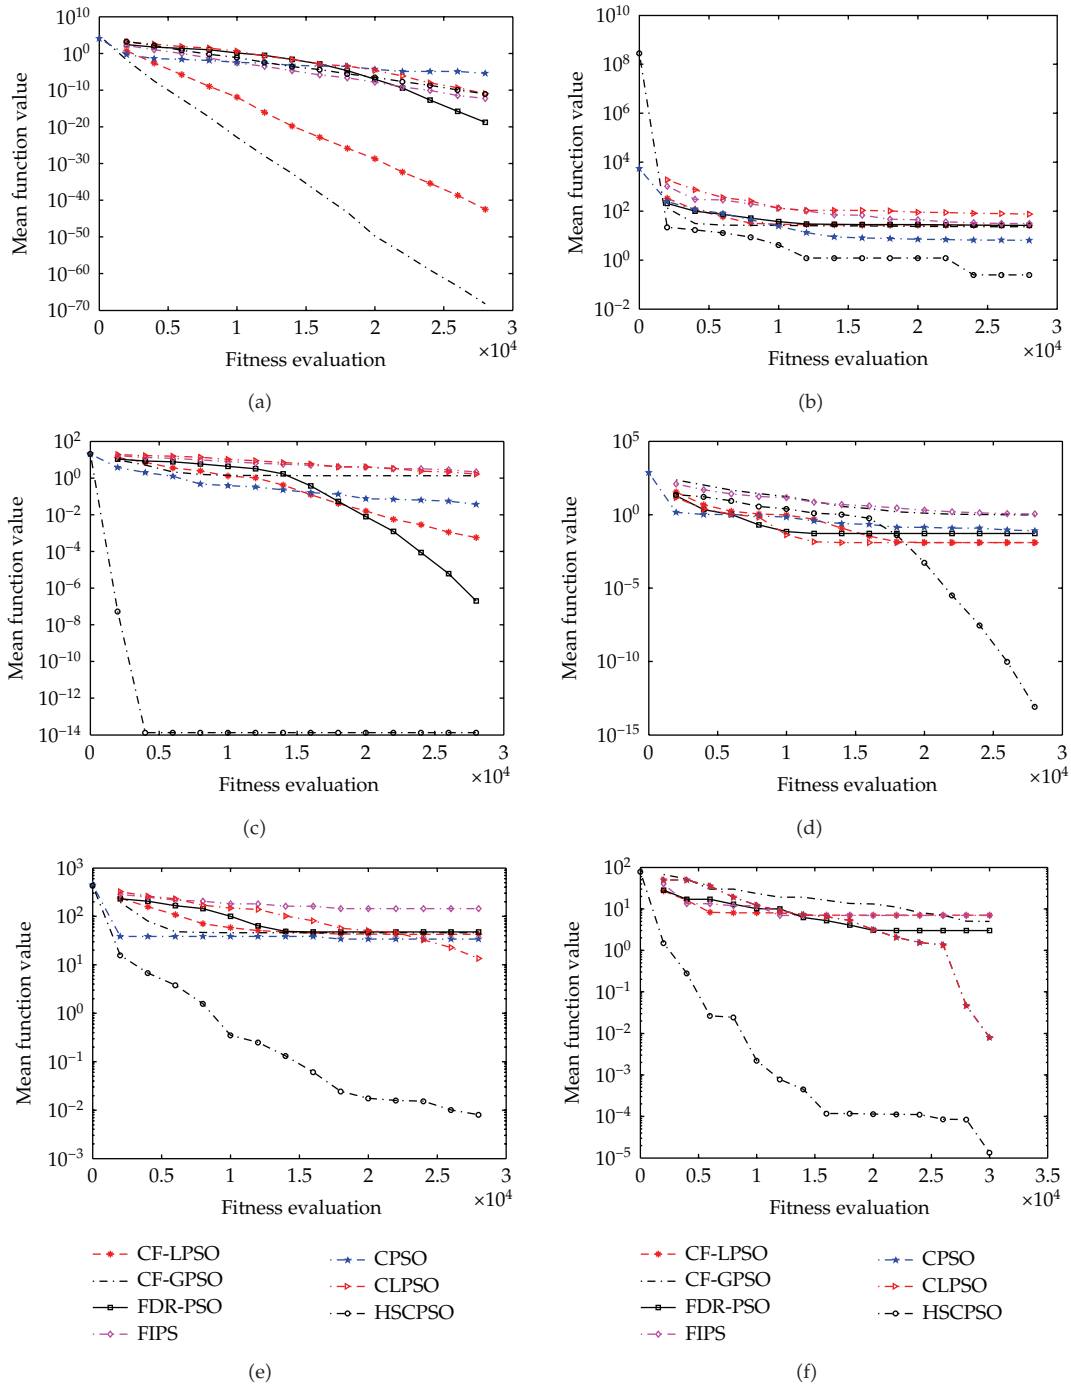 Mean function value
10^10
10^0
10^−10
10^−20
10^−30
10^−40
10^−50
10^−60
10^−70
0 0.5 1 1.5 2 2.5 3
×10^4
Fitness evaluation
(a)
Mean function value
10^10
10^8
10^6
10^4
10^2
10^0
10^−2
0 0.5 1 1.5 2 2.5 3
×10^4
Fitness evaluation
(b)
Mean function value
10^2
10^0
10^−2
10^−4
10^−6
10^−8
10^−10
10^−12
10^−14
0 0.5 1 1.5 2 2.5 3
×10^4
Fitness evaluation
(c)
Mean function value
10^5
10^0
10^−5
10^−10
10^−15
0 0.5 1 1.5 2 2.5 3
×10^4
Fitness evaluation
(d)
Mean function value
10^3
10^2
10^1
10^0
10^−1
10^−2
10^−3
0 0.5 1 1.5 2 2.5 3
×10^4
Fitness evaluation
CF-LPSO
CF-GPSO
FDR-PSO
FIPS
CPSO
CLPSO
HSCPSO
(e)
Mean function value
10^2
10^1
10^0
10^−1
10^−2
10^−3
10^−4
10^−5
0 0.5 1 1.5 2 2.5 3 3.5
×10^4
Fitness evaluation
CF-LPSO
CF-GPSO
FDR-PSO
FIPS
CPSO
CLPSO
HSCPSO
(f)